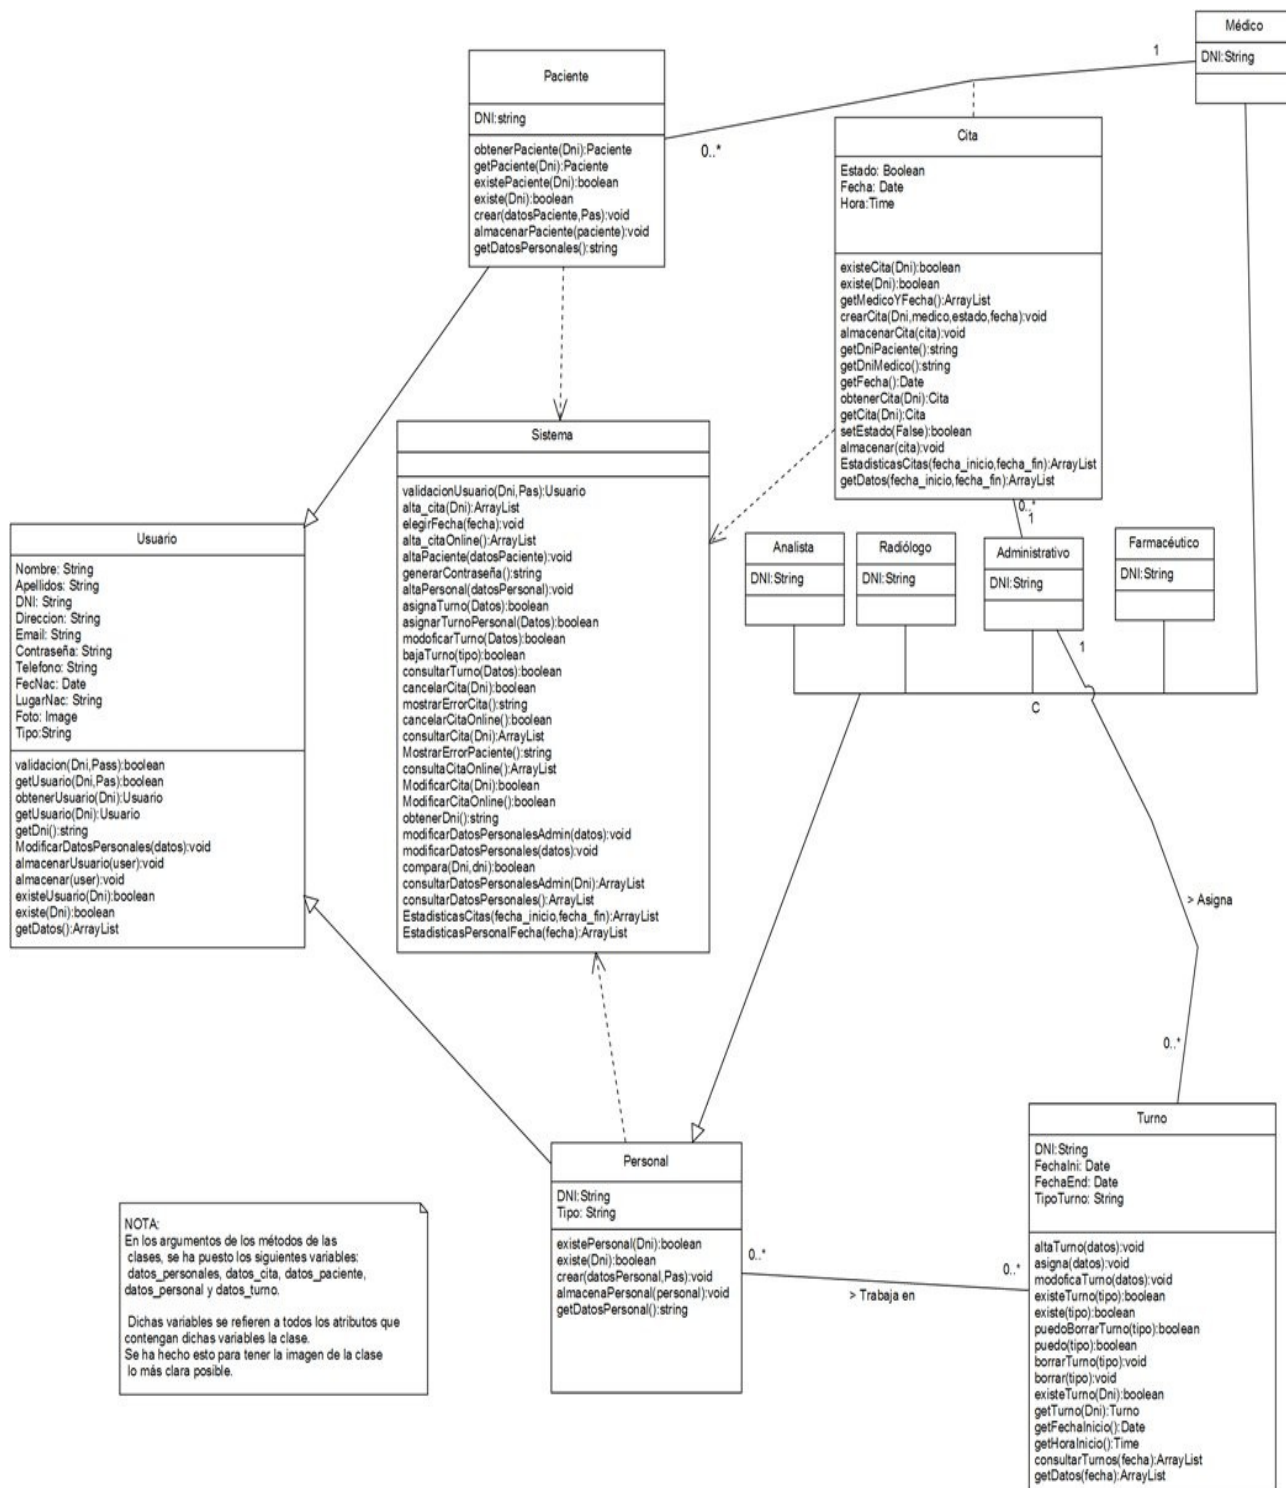 Médico
DNI:String
1
Paciente
DNI:string
obtenerPaciente(Dni):Paciente
getPaciente(Dni):Paciente
existePaciente(Dni):boolean
existe(Dni):boolean
crear(datosPaciente,Pas):void
almacenarPaciente(paciente):void
getDatosPersonales():string
0..*
Cita
Estado: Boolean
Fecha: Date
Hora:Time
existeCita(Dni):boolean
existe(Dni):boolean
getMedicoYFecha():ArrayList
crearCita(Dni,medico,estado,fecha):void
almacenarCita(cita):void
getDniPaciente():string
getDniMedico():string
getFecha():Date
obtenerCita(Dni):Cita
getCita(Dni):Cita
setEstado(False):boolean
almacenar(cita):void
EstadisticasCitas(fecha_inicio,fecha_fin):ArrayList
getDatos(fecha_inicio,fecha_fin):ArrayList
0..*
1
Sistema
validacionUsuario(Dni,Pas):Usuario
alta_cita(Dni):ArrayList
elegirFecha(fecha):void
alta_citaOnline():ArrayList
altaPaciente(datosPaciente):void
generarContraseña():string
altaPersonal(datosPersonal):void
asignaTurno(Datos):boolean
asignarTurnoPersonal(Datos):boolean
modoficarTurno(Datos):boolean
bajaTurno(tipo):boolean
consultarTurno(Datos):boolean
cancelarCita(Dni):boolean
mostrarErrorCita():string
cancelarCitaOnline():boolean
consultarCita(Dni):ArrayList
MostrarErrorPaciente():string
consultaCitaOnline():ArrayList
ModificarCita(Dni):boolean
ModificarCitaOnline():boolean
obtenerDni():string
modificarDatosPersonalesAdmin(datos):void
modificarDatosPersonales(datos):void
compara(Dni,dni):boolean
consultarDatosPersonalesAdmin(Dni):ArrayList
consultarDatosPersonales():ArrayList
EstadisticasCitas(fecha_inicio,fecha_fin):ArrayList
EstadisticasPersonalFecha(fecha):ArrayList
Usuario
Nombre: String
Apellidos: String
DNI: String
Direccion: String
Email: String
Contraseña: String
Telefono: String
FecNac: Date
LugarNac: String
Foto: Image
Tipo:String
validacion(Dni,Pass):boolean
getUsuario(Dni,Pas):boolean
obtenerUsuario(Dni):Usuario
getUsuario(Dni):Usuario
getDni():string
ModificarDatosPersonales(datos):void
almacenarUsuario(user):void
almacenar(user):void
existeUsuario(Dni):boolean
existe(Dni):boolean
getDatos():ArrayList
Analista
DNI:String
Radiólogo
DNI:String
Administrativo
DNI:String
Farmacéutico
DNI:String
1
C
> Asigna
0..*
Personal
DNI:String
Tipo: String
existePersonal(Dni):boolean
existe(Dni):boolean
crear(datosPersonal,Pas):void
almacenaPersonal(personal):void
getDatosPersonal():string
0..*
> Trabaja en
0..*
Turno
DNI:String
FechaIni: Date
FechaEnd: Date
TipoTurno: String
altaTurno(datos):void
asigna(datos):void
modoficaTurno(datos):void
existeTurno(tipo):boolean
existe(tipo):boolean
puedoBorrarTurno(tipo):boolean
puedo(tipo):boolean
borrarTurno(tipo):void
borrar(tipo):void
existeTurno(Dni):boolean
getTurno(Dni):Turno
getFechaInicio():Date
getHoraInicio():Time
consultarTurnos(fecha):ArrayList
getDatos(fecha):ArrayList
NOTA:
En los argumentos de los métodos de las
clases, se ha puesto los siguientes variables:
datos_personales, datos_cita, datos_paciente,
datos_personal y datos_turno.
Dichas variables se refieren a todos los atributos que
contengan dichas variables la clase.
Se ha hecho esto para tener la imagen de la clase
lo más clara posible.